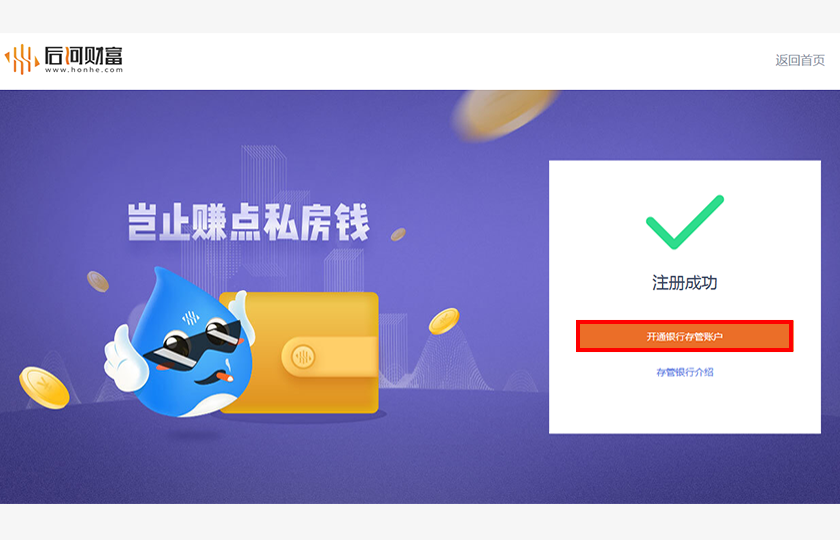 后河财富
www.honhe.com
返回首页
岂止赚点私房钱
注册成功
开通银行存管账户
存管银行介绍